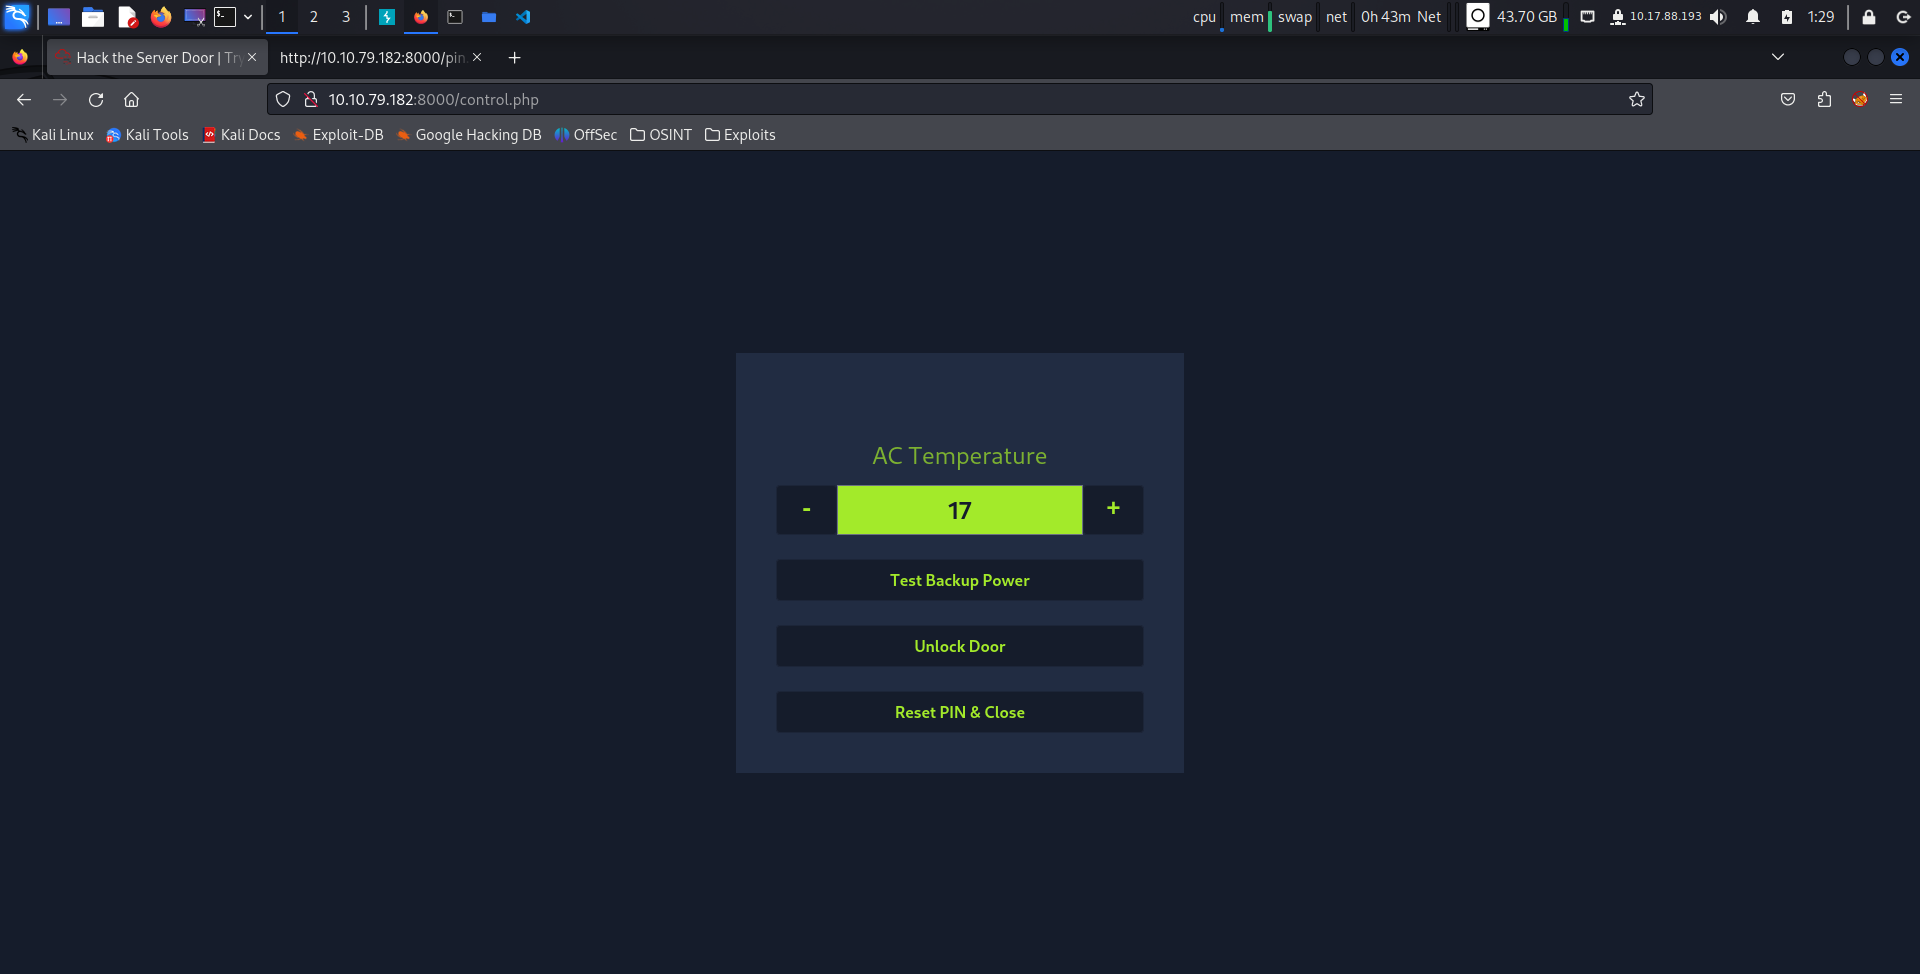 1 2 3 cpu mem swap net 0h 43m Net 43.70 GB 10.17.88.193 1:29
Hack the Server Door | Try http://10.10.79.182:8000/pin
10.10.79.182:8000/control.php
Kali Linux Kali Tools Kali Docs Exploit-DB Google Hacking DB OffSec OSINT Exploits
AC Temperature
- 17 +
Test Backup Power
Unlock Door
Reset PIN & Close